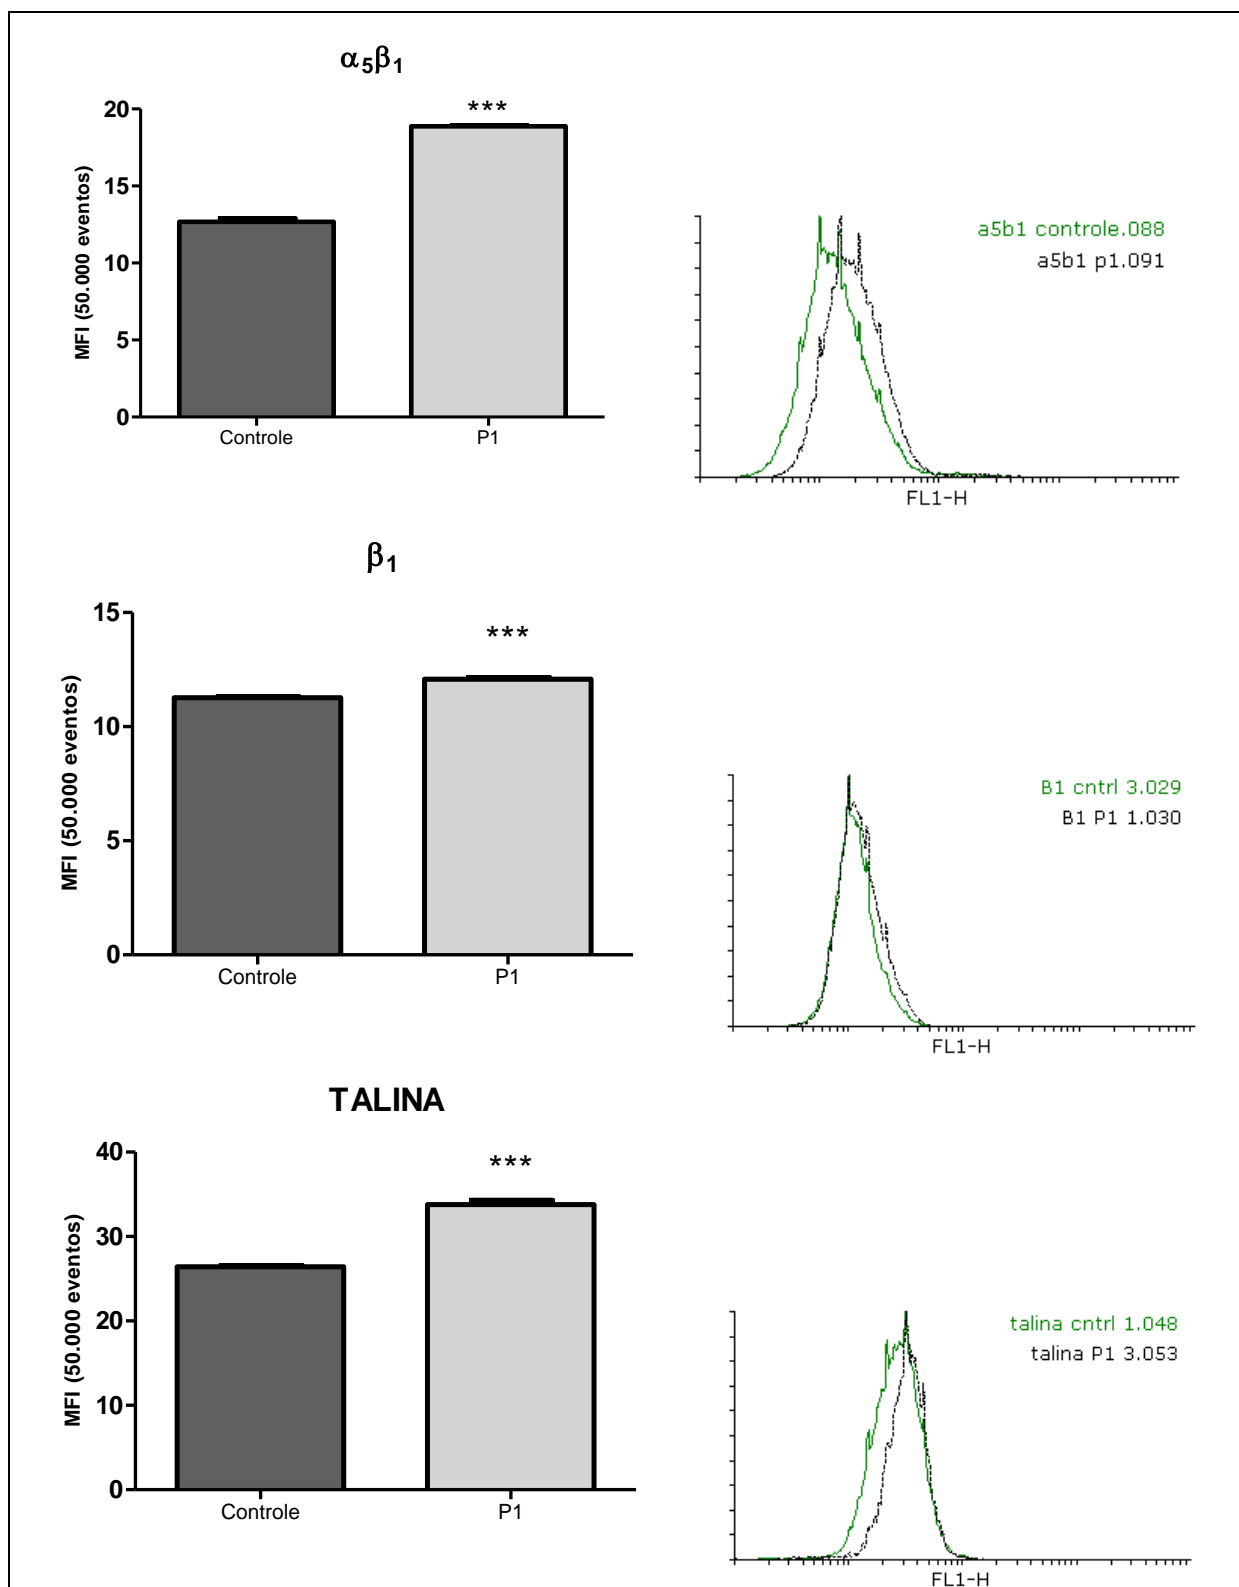 α5β1
20
15
10
5
0
MFI (50.000 eventos)
***
Controle
P1
a5b1 controle.088
a5b1 p1.091
FL1-H
β1
15
10
5
0
MFI (50.000 eventos)
***
Controle
P1
B1 cntrl 3.029
B1 P1 1.030
FL1-H
TALINA
40
30
20
10
0
MFI (50.000 eventos)
***
Controle
P1
talina cntrl 1.048
talina P1 3.053
FL1-H